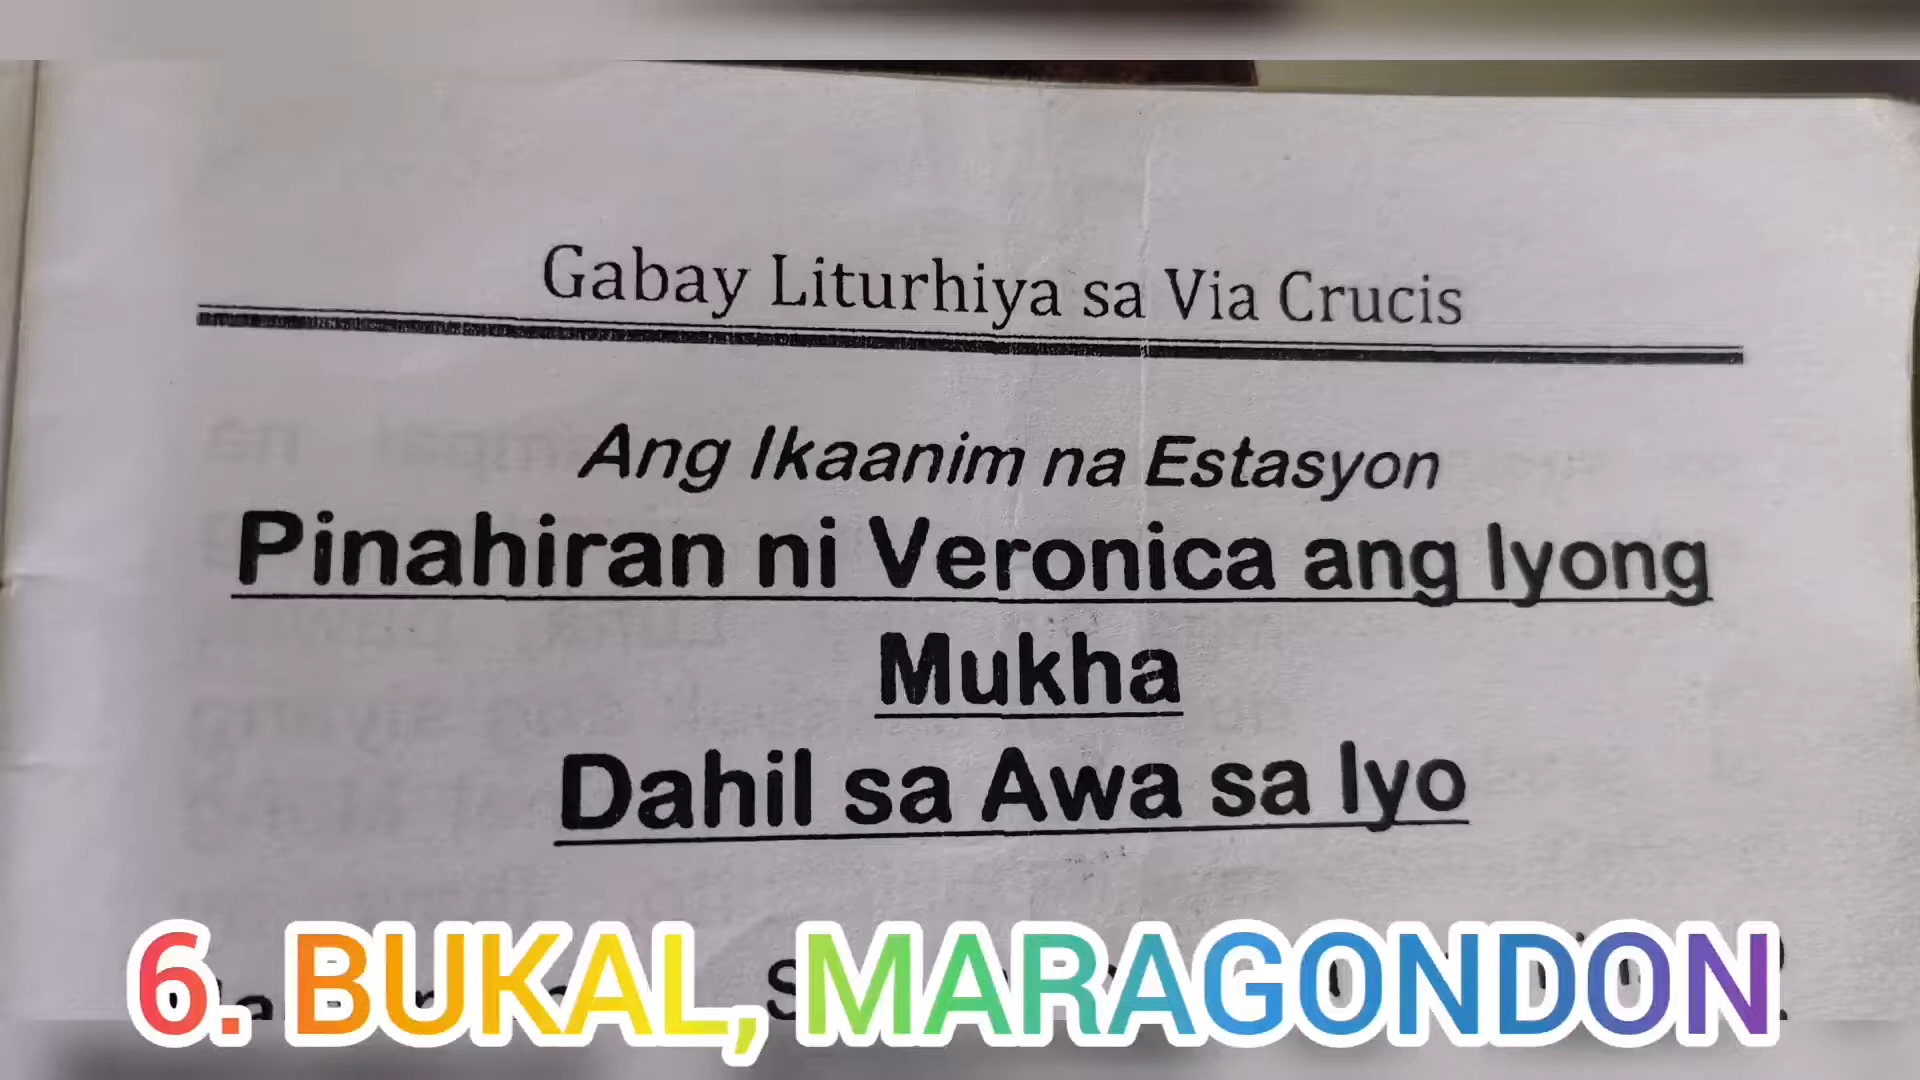 Gabay Liturhiya sa Via Crucis
Ang Ikaanim na Estasyon
Pinahiran ni Veronica ang Iyong
Mukha
Dahil sa Awa sa Iyo
6. BUKAL, MARAGONDON